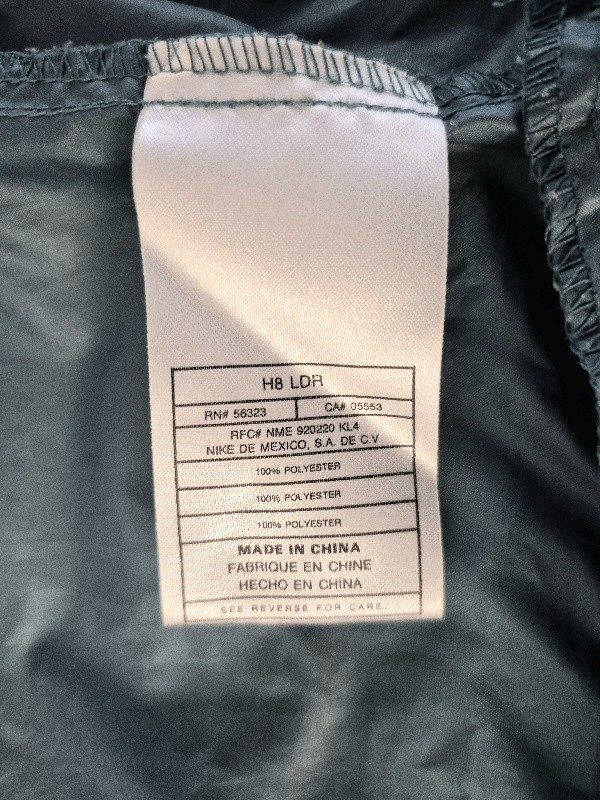 H8 LDR
RN# 56323 CA# 05553
RFC# NME 920220 KL4
NIKE DE MEXICO, S.A. DE C.V
100% POLYESTER
100% POLYESTER
100% POLYESTER
MADE IN CHINA
FABRIQUE EN CHINE
HECHO EN CHINA
SEE REVERSE FOR CARE